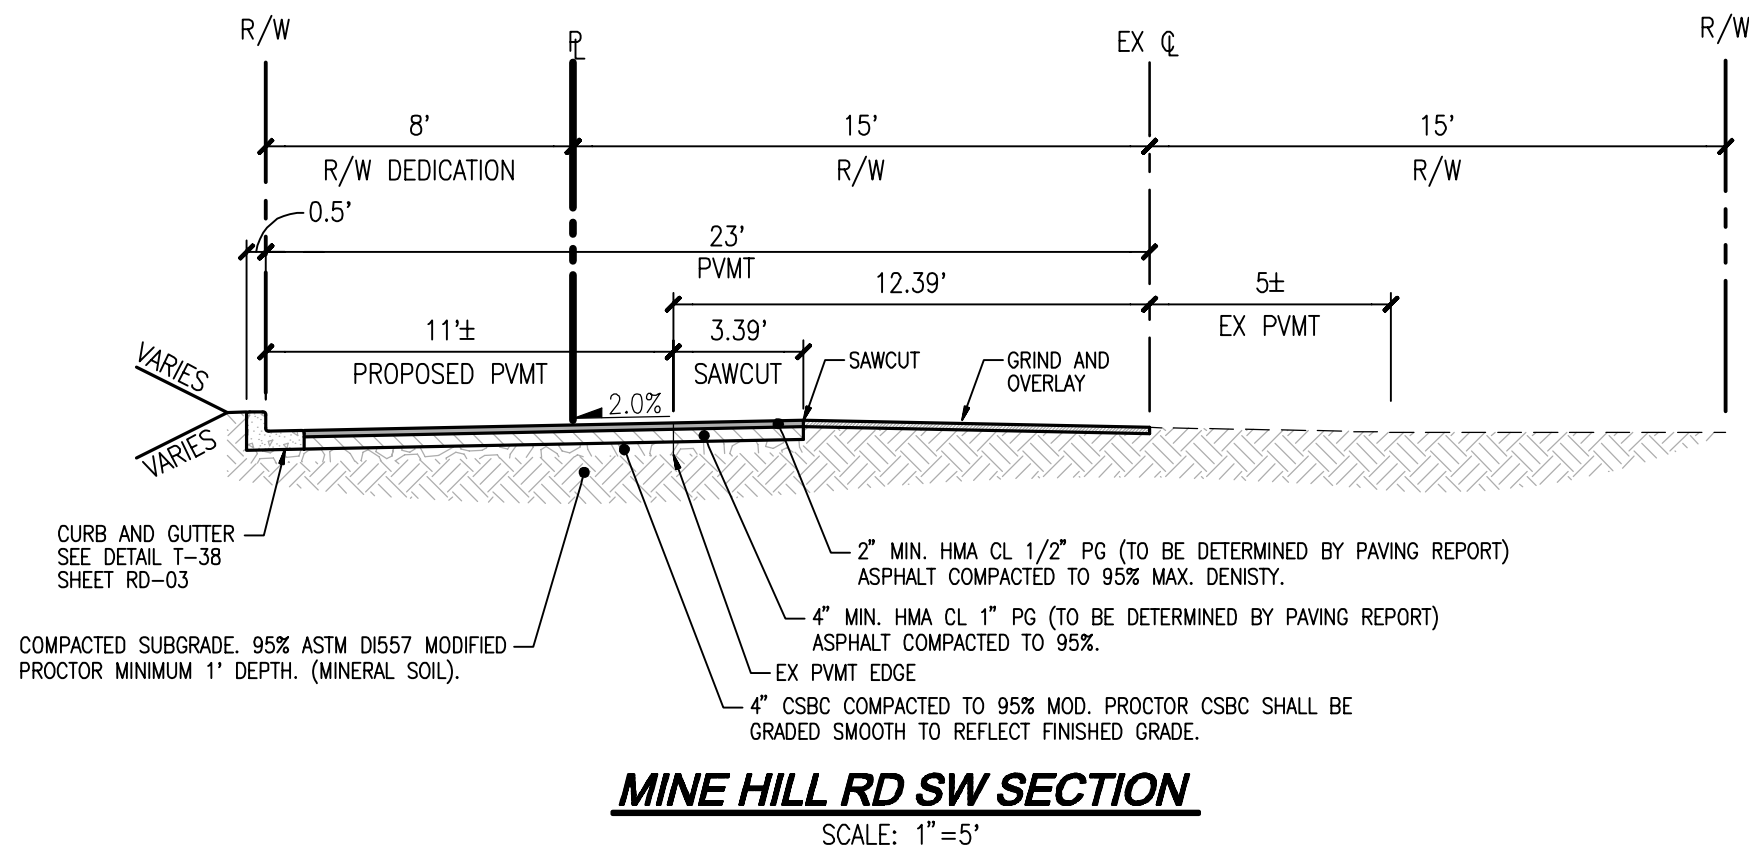 R/W
PL
EX CL
R/W
8'
15'
15'
R/W DEDICATION
R/W
R/W
0.5'
23'
PVMT
12.39'
5±
EX PVMT
11'±
3.39'
PROPOSED PVMT
SAWCUT
SAWCUT
GRIND AND
OVERLAY
VARIES
VARIES
2.0%
CURB AND GUTTER
SEE DETAIL T-38
SHEET RD-03
2" MIN. HMA CL 1/2" PG (TO BE DETERMINED BY PAVING REPORT)
ASPHALT COMPACTED TO 95% MAX. DENISTY.
4" MIN. HMA CL 1" PG (TO BE DETERMINED BY PAVING REPORT)
ASPHALT COMPACTED TO 95%.
COMPACTED SUBGRADE. 95% ASTM DI557 MODIFIED
PROCTOR MINIMUM 1' DEPTH. (MINERAL SOIL).
EX PVMT EDGE
4" CSBC COMPACTED TO 95% MOD. PROCTOR CSBC SHALL BE
GRADED SMOOTH TO REFLECT FINISHED GRADE.
MINE HILL RD SW SECTION
SCALE: 1"=5'